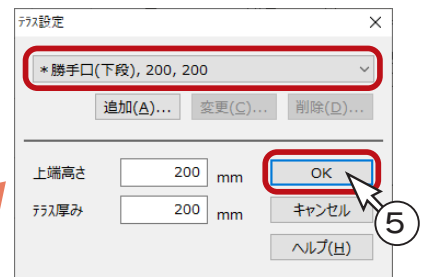 ﾃﾗｽ設定
*勝手口(下段), 200, 200
追加(A)... 変更(C)... 削除(D)...
上端高さ 200 mm OK
ﾃﾗｽ厚み 200 mm キャンセル
⑤
ヘルプ(H)